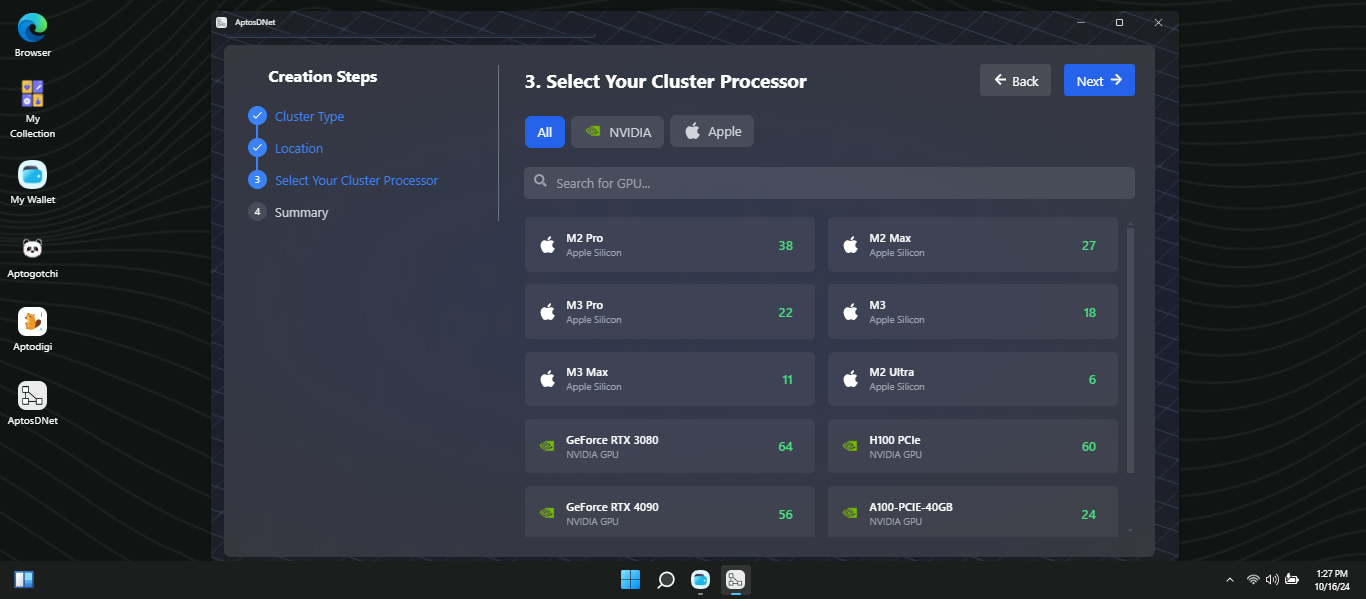 AptosDNet
Browser
My
Collection
My Wallet
Aptogotchi
Aptodigi
AptosDNet
Creation Steps
Cluster Type
Location
3 Select Your Cluster Processor
4 Summary
3. Select Your Cluster Processor
Back
Next
All
NVIDIA
Apple
Search for GPU...
M2 Pro
Apple Silicon
38
M2 Max
Apple Silicon
27
M3 Pro
Apple Silicon
22
M3
Apple Silicon
18
M3 Max
Apple Silicon
11
M2 Ultra
Apple Silicon
6
GeForce RTX 3080
NVIDIA GPU
64
H100 PCIe
NVIDIA GPU
60
GeForce RTX 4090
NVIDIA GPU
56
A100-PCIE-40GB
NVIDIA GPU
24
1:27 PM
10/16/24